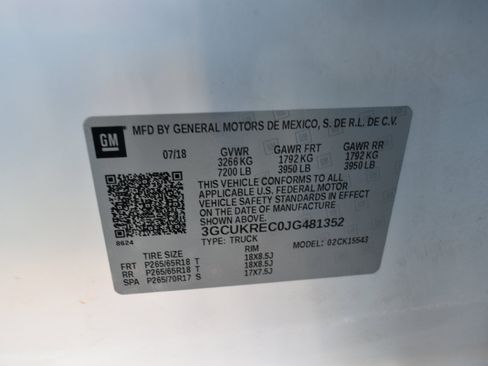 GM
MFD BY GENERAL MOTORS DE MEXICO, S. DE R.L. DE C.V.
07/18 GVWR GAWR FRT GAWR RR
3266 KG 1792 KG 1792 KG
7200 LB 3950 LB 3950 LB
THIS VEHICLE CONFORMS TO ALL
APPLICABLE U.S. FEDERAL MOTOR
VEHICLE SAFETY STANDARDS IN EFFECT
ON THE DATE OF MANUFACTURE
SHOWN ABOVE.
3GCUKREC0JG481352
8624
TYPE: TRUCK MODEL: 02CK15543
TIRE SIZE RIM
FRT P265/65R18 T 18X8.5J
RR P265/65R18 T 18X8.5J
SPA P265/70R17 S 17X7.5J